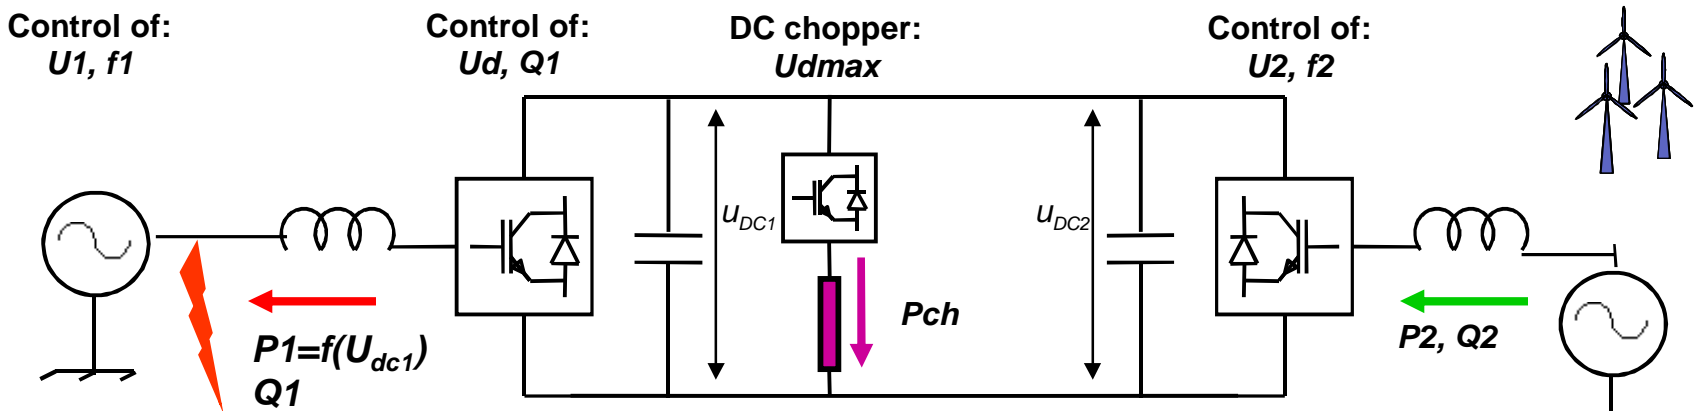 Control of:
U1, f1
Control of:
Ud, Q1
DC chopper:
Udmax
Control of:
U2, f2
uDC1
uDC2
Pch
P1=f(Udc1)
Q1
P2, Q2